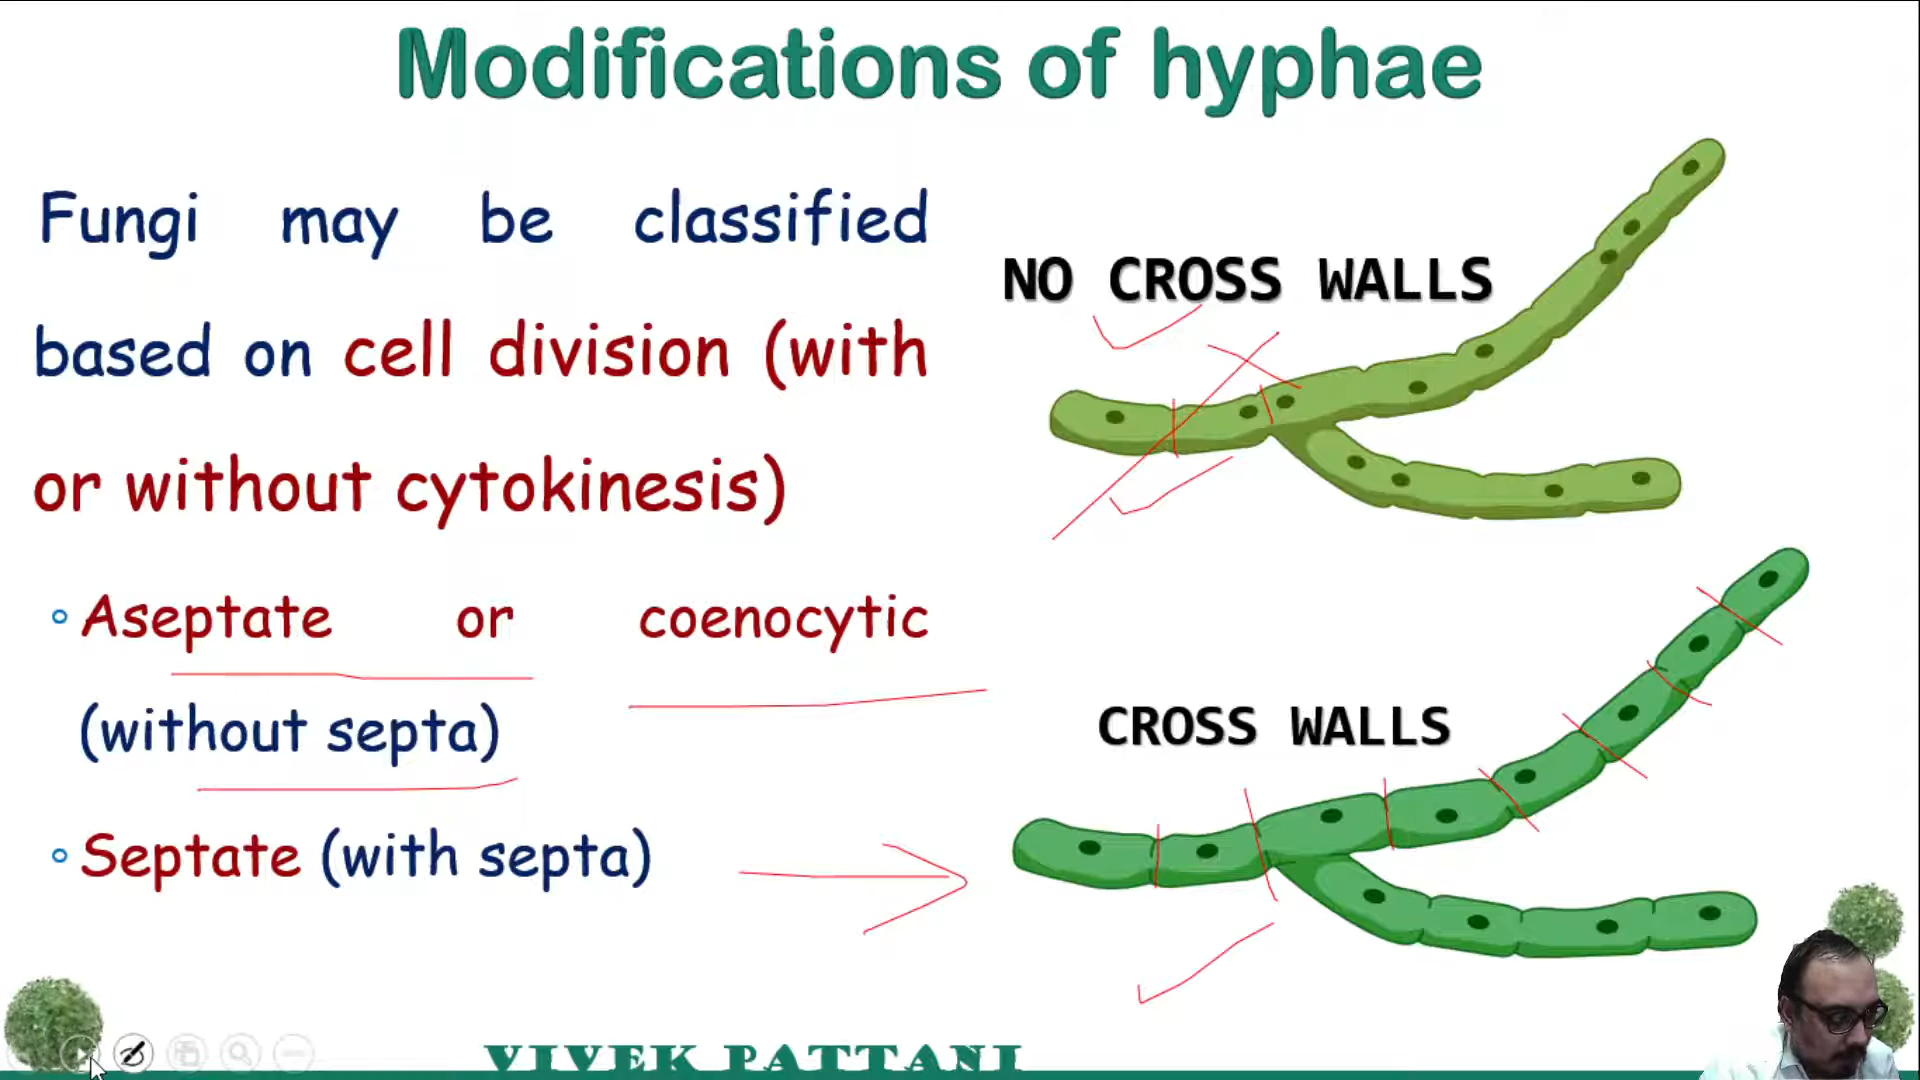 Modifications of hyphae
Fungi may be classified
based on cell division (with
or without cytokinesis)
Aseptate or coenocytic
(without septa)
Septate (with septa)
NO CROSS WALLS
CROSS WALLS
VIVEK PATTANI